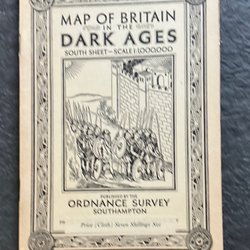 MAP OF BRITAIN
IN THE
DARK AGES
SOUTH SHEET—SCALE 1:1,000,000
PUBLISHED BY THE
ORDNANCE SURVEY
SOUTHAMPTON
Price (Cloth) Seven Shillings Net